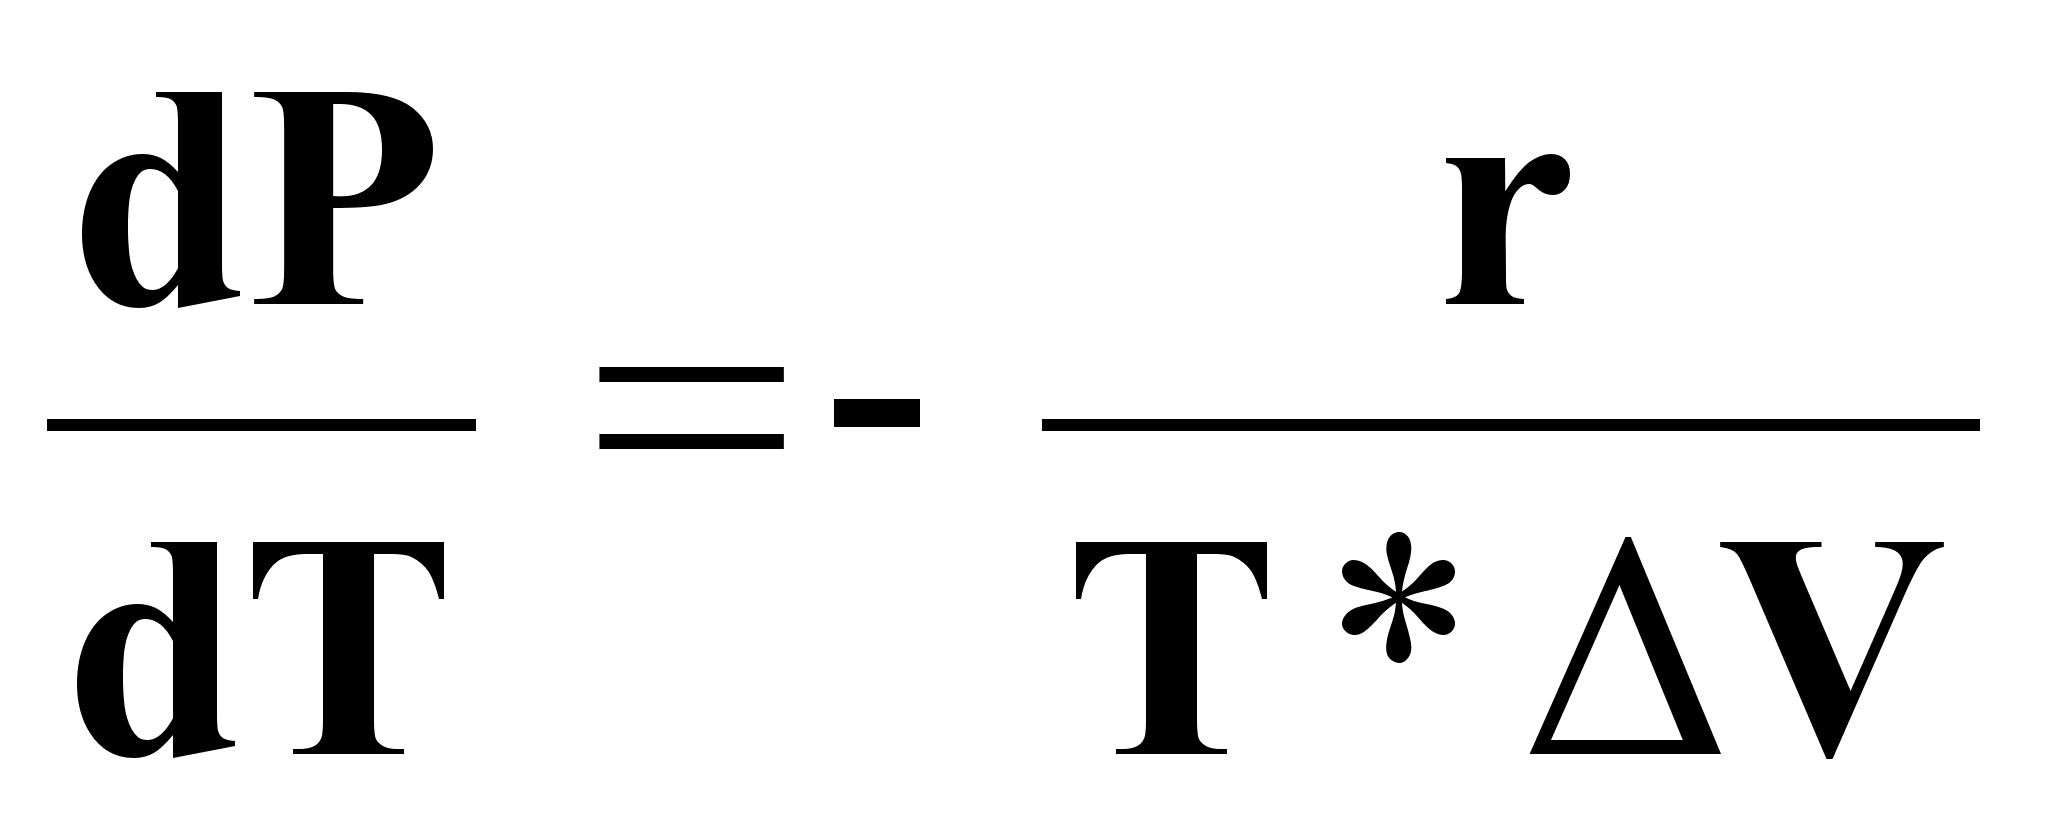 dP/dT = - r/(T * ΔV)